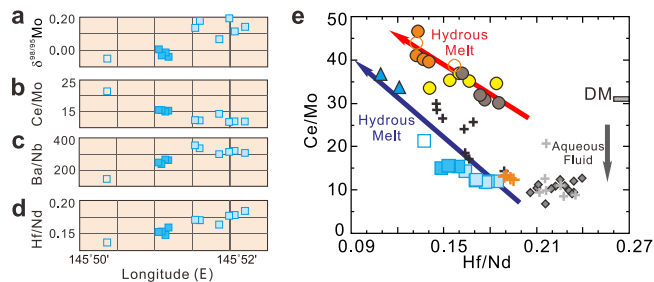 a
0.20
0.00
δ98/95Mo
b
25
15
Ce/Mo
c
400
200
Ba/Nb
d
0.20
0.15
Hf/Nd
145˚50'
145˚52'
Longitude (E)
e
50
40
30
20
10
0
Ce/Mo
Hydrous
Melt
Hydrous
Melt
DM
Aqueous
Fluid
0.09
0.15
0.21
0.27
Hf/Nd